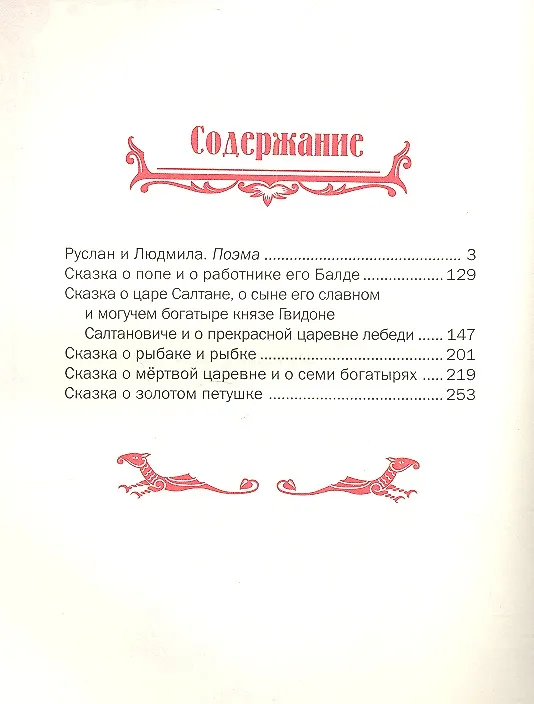 Содержание
Руслан и Людмила. Поэма ............................................. 3
Сказка о попе и о работнике его Балде .................... 129
Сказка о царе Салтане, о сыне его славном
и могучем богатыре князе Гвидоне
Салтановиче и о прекрасной царевне лебеди ...... 147
Сказка о рыбаке и рыбке .......................................... 201
Сказка о мёртвой царевне и о семи богатырях ..... 219
Сказка о золотом петушке ........................................ 253